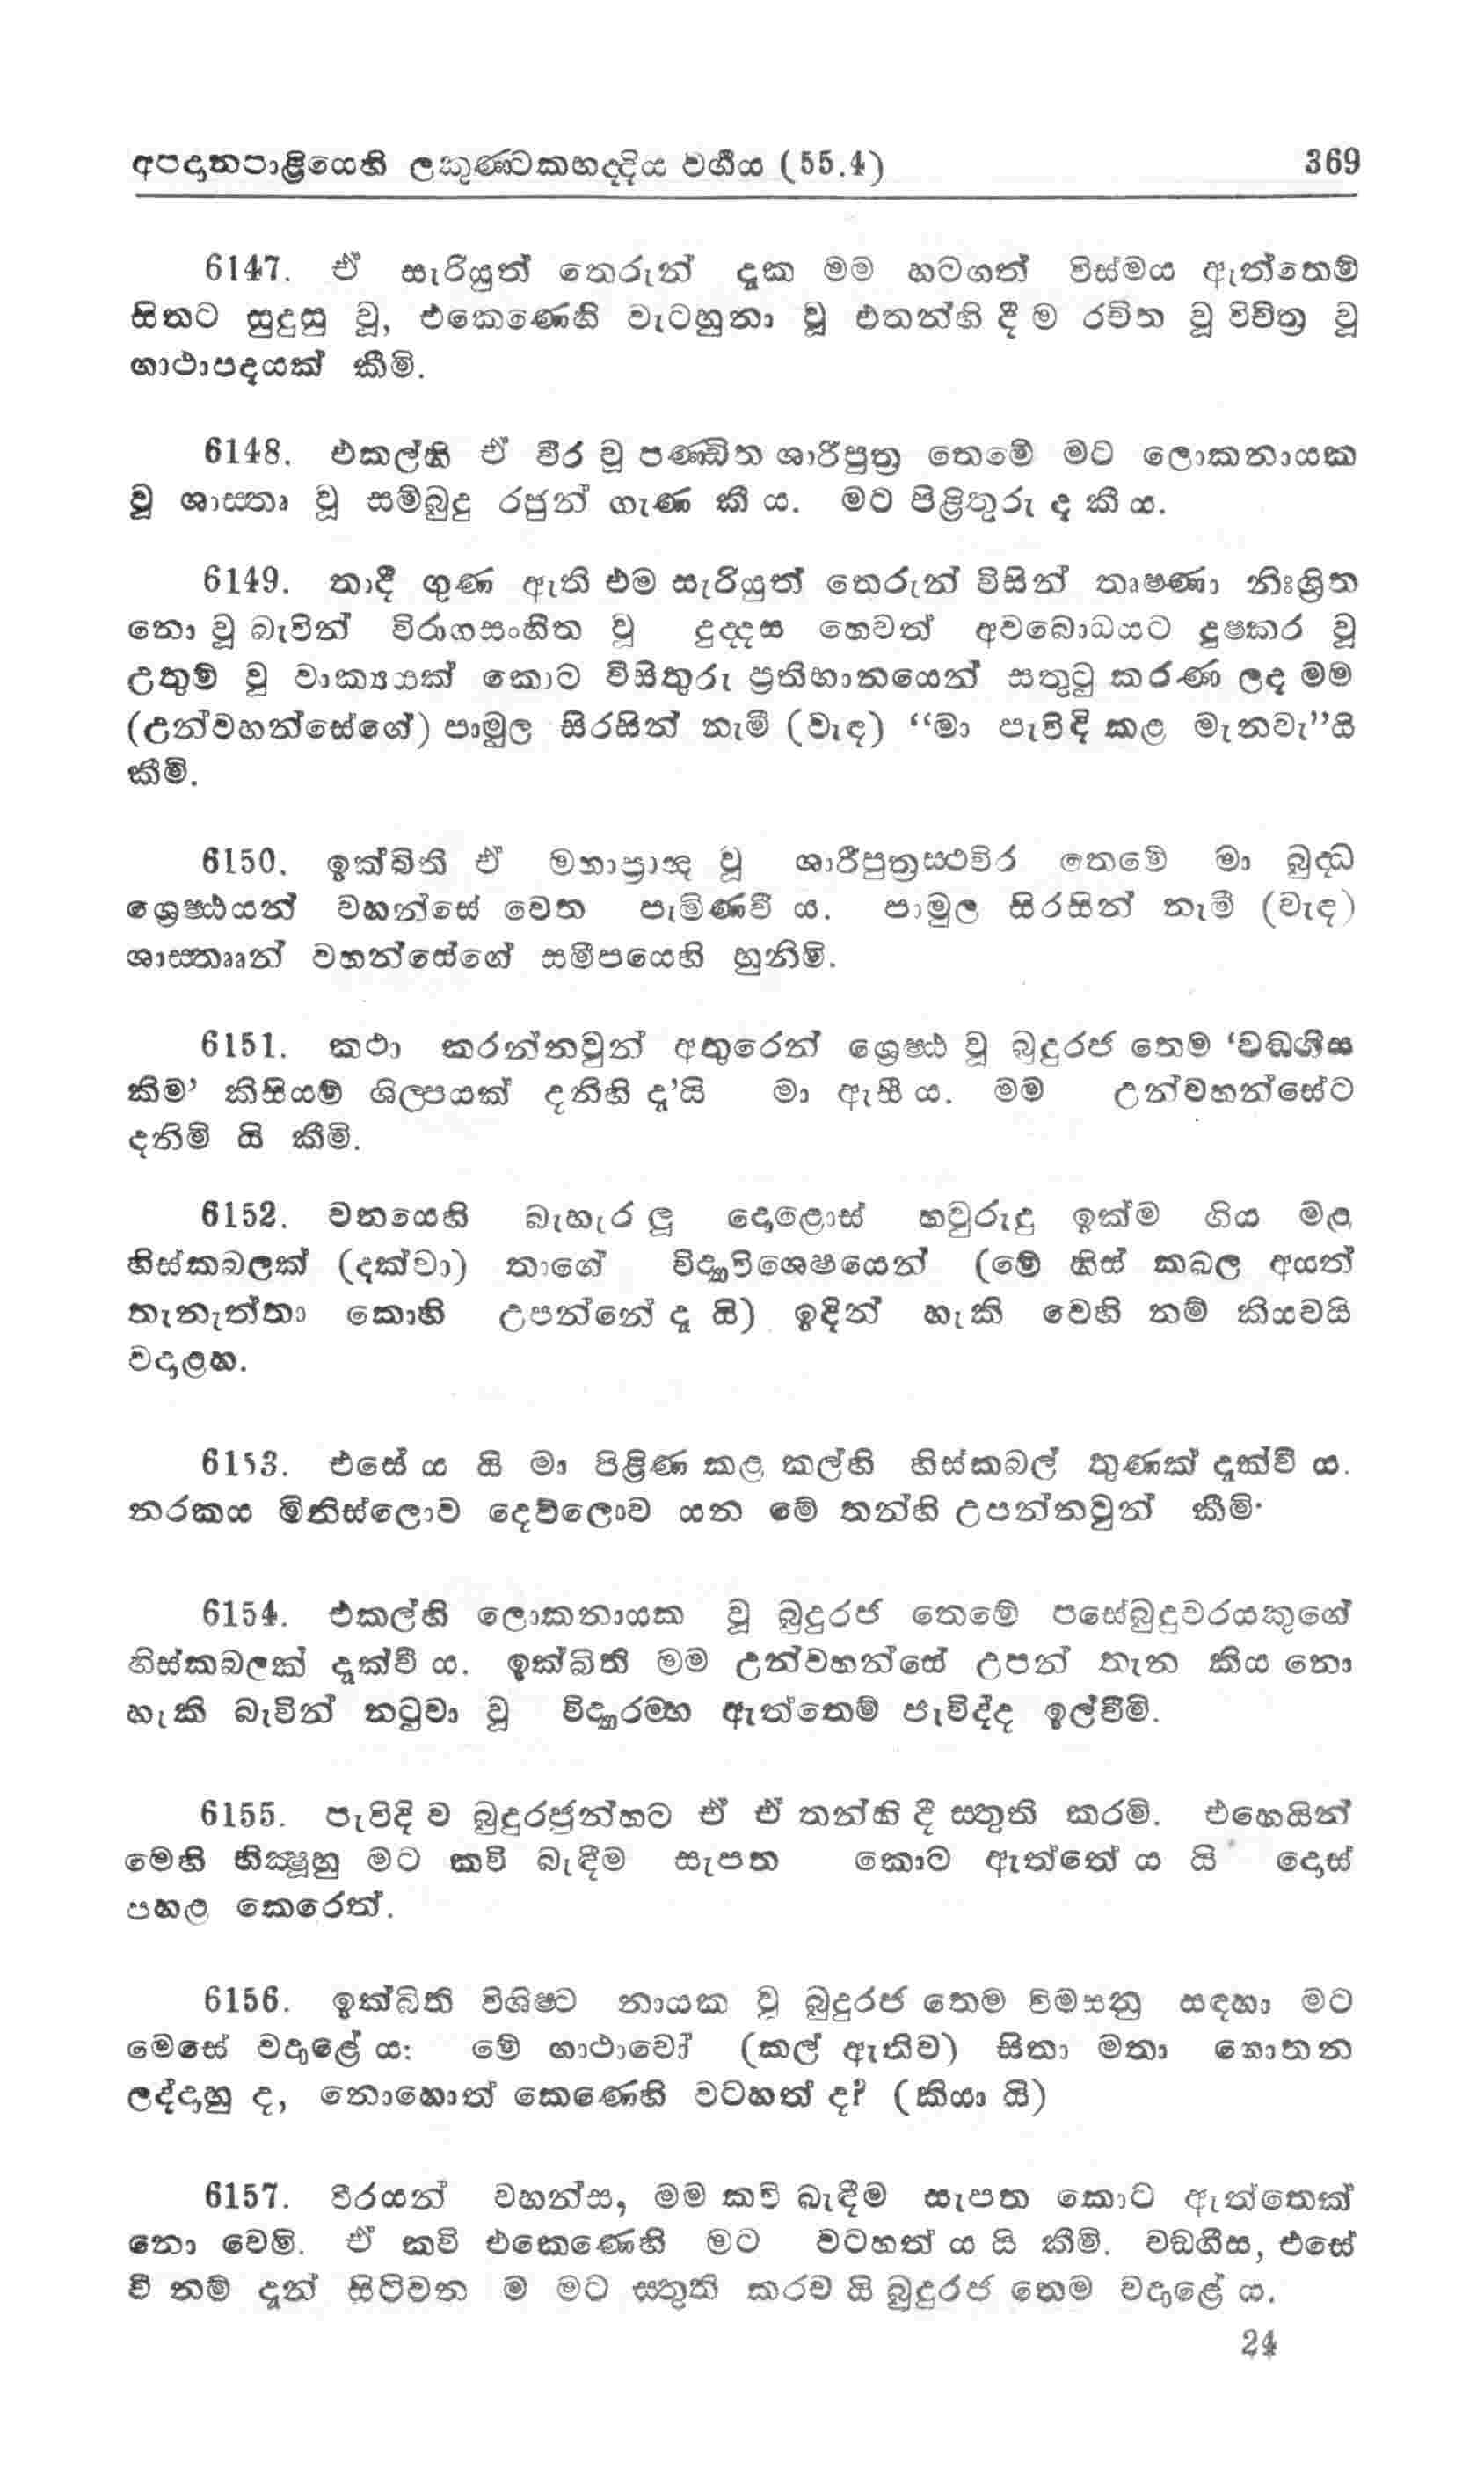 අපදානපාළියෙහි ලකුණ්ටකභද්දිය වර්ගය (55.4) 369
6147. ඒ සැරියුත් තෙරුන් දැක මම හටගත් විස්මය ඇත්තෙම්
සිතට සුදුසු වූ, එකෙණෙහි වැටහුනා වූ එතන්හි දී ම රචිත වූ විචිත්‍ර වූ
ගාථාපදයක් කීමි.
6148. එකල්හි ඒ වීර වූ පණ්ඩිත ශාරීපුත්‍ර තෙමේ මට ලොකනායක
වූ ශාස්තෘ වූ සම්බුදු රජුන් ගැණ කී ය. මට පිළිතුරු ද කී ය.
6149. තාදී ගුණ ඇති එම සැරියුත් තෙරුන් විසින් තෘෂ්ණා නිඃශ්‍රිත
නො වූ බැවින් විරාගසංහිත වූ දුද්දස හෙවත් අවබොධයට දුෂ්කර වූ
උතුම් වූ වාක්‍යයක් කොට විසිතුරු ප්‍රතිභානයෙන් සතුටු කරණ ලද මම
(උන්වහන්සේගේ) පාමුල සිරසින් නැමී (වැඳ) “මා පැවිදි කළ මැනවැ”යි
කීමි.
6150. ඉක්බිති ඒ මහාප්‍රාඥ වූ ශාරීපුත්‍රස්ථවිර තෙමේ මා බුද්ධ
ශ්‍රෙෂ්ඨයන් වහන්සේ වෙත පැමිණවී ය. පාමුල සිරසින් නැමී (වැඳ)
ශාස්තෲන් වහන්සේගේ සමීපයෙහි හුනිමි.
6151. කථා කරන්නවුන් අතුරෙන් ශ්‍රෙෂ්ඨ වූ බුදුරජ තෙම ‘වඞ්ගීස
කිම’ කිසියම් ශිල්පයක් දනිහි දැ’යි මා ඇසී ය. මම උන්වහන්සේට
දනිමි යි කීමි.
6152. වනයෙහි බැහැර ලූ දොළොස් හවුරුදු ඉක්ම ගිය මළ
හිස්කබලක් (දක්වා) තාගේ විද්‍යාවිශෙෂයෙන් (මේ හිස් කබල අයත්
තැනැත්තා කොහි උපන්නේ දැ යි) ඉදින් හැකි වෙහි නම් කියවයි
වදාළහ.
6153. එසේ ය යි මා පිළිණ කළ කල්හි හිස්කබල් තුණක් දැක්වී ය.
නරකය මිනිස්ලොව දෙව්ලොව යන මේ තන්හි උපන්නවුන් කීමි.
6154. එකල්හි ලොකනායක වූ බුදුරජ තෙමේ පසේබුදුවරයකුගේ
හිස්කබලක් දැක්වී ය. ඉක්බිති මම උන්වහන්සේ උපන් තැන කිය නො
හැකි බැවින් නටුවා වූ විද්‍යාරම්භ ඇත්තෙම් පැවිද්ද ඉල්වීමි.
6155. පැවිදි ව බුදුරජුන්හට ඒ ඒ තන්හි දී ස්තුති කරමි. එහෙයින්
මෙහි භික්‍ෂූහු මට කවි බැඳීම සැපත කොට ඇත්තේ ය යි දොස්
පහළ කෙරෙත්.
6156. ඉක්බිති විශිෂ්ට නායක වූ බුදුරජ තෙම විමසනු සඳහා මට
මෙසේ වදාළේ ය: මේ ගාථාවෝ (කල් ඇතිව) සිතා මතා ගොතන
ලද්දාහු ද, නොහොත් කෙණෙහි වටහත් ද? (කියා යි)
6157. වීරයන් වහන්ස, මම කවි බැඳීම සැපත කොට ඇත්තෙක්
නො වෙමි. ඒ කවි එකෙණෙහි මට වටහත් ය යි කීමි. වඞ්ගීස, එසේ
වී නම් දැන් සිටිවන ම මට ස්තුති කරව යි බුදුරජ තෙම වදාළේ ය.
24